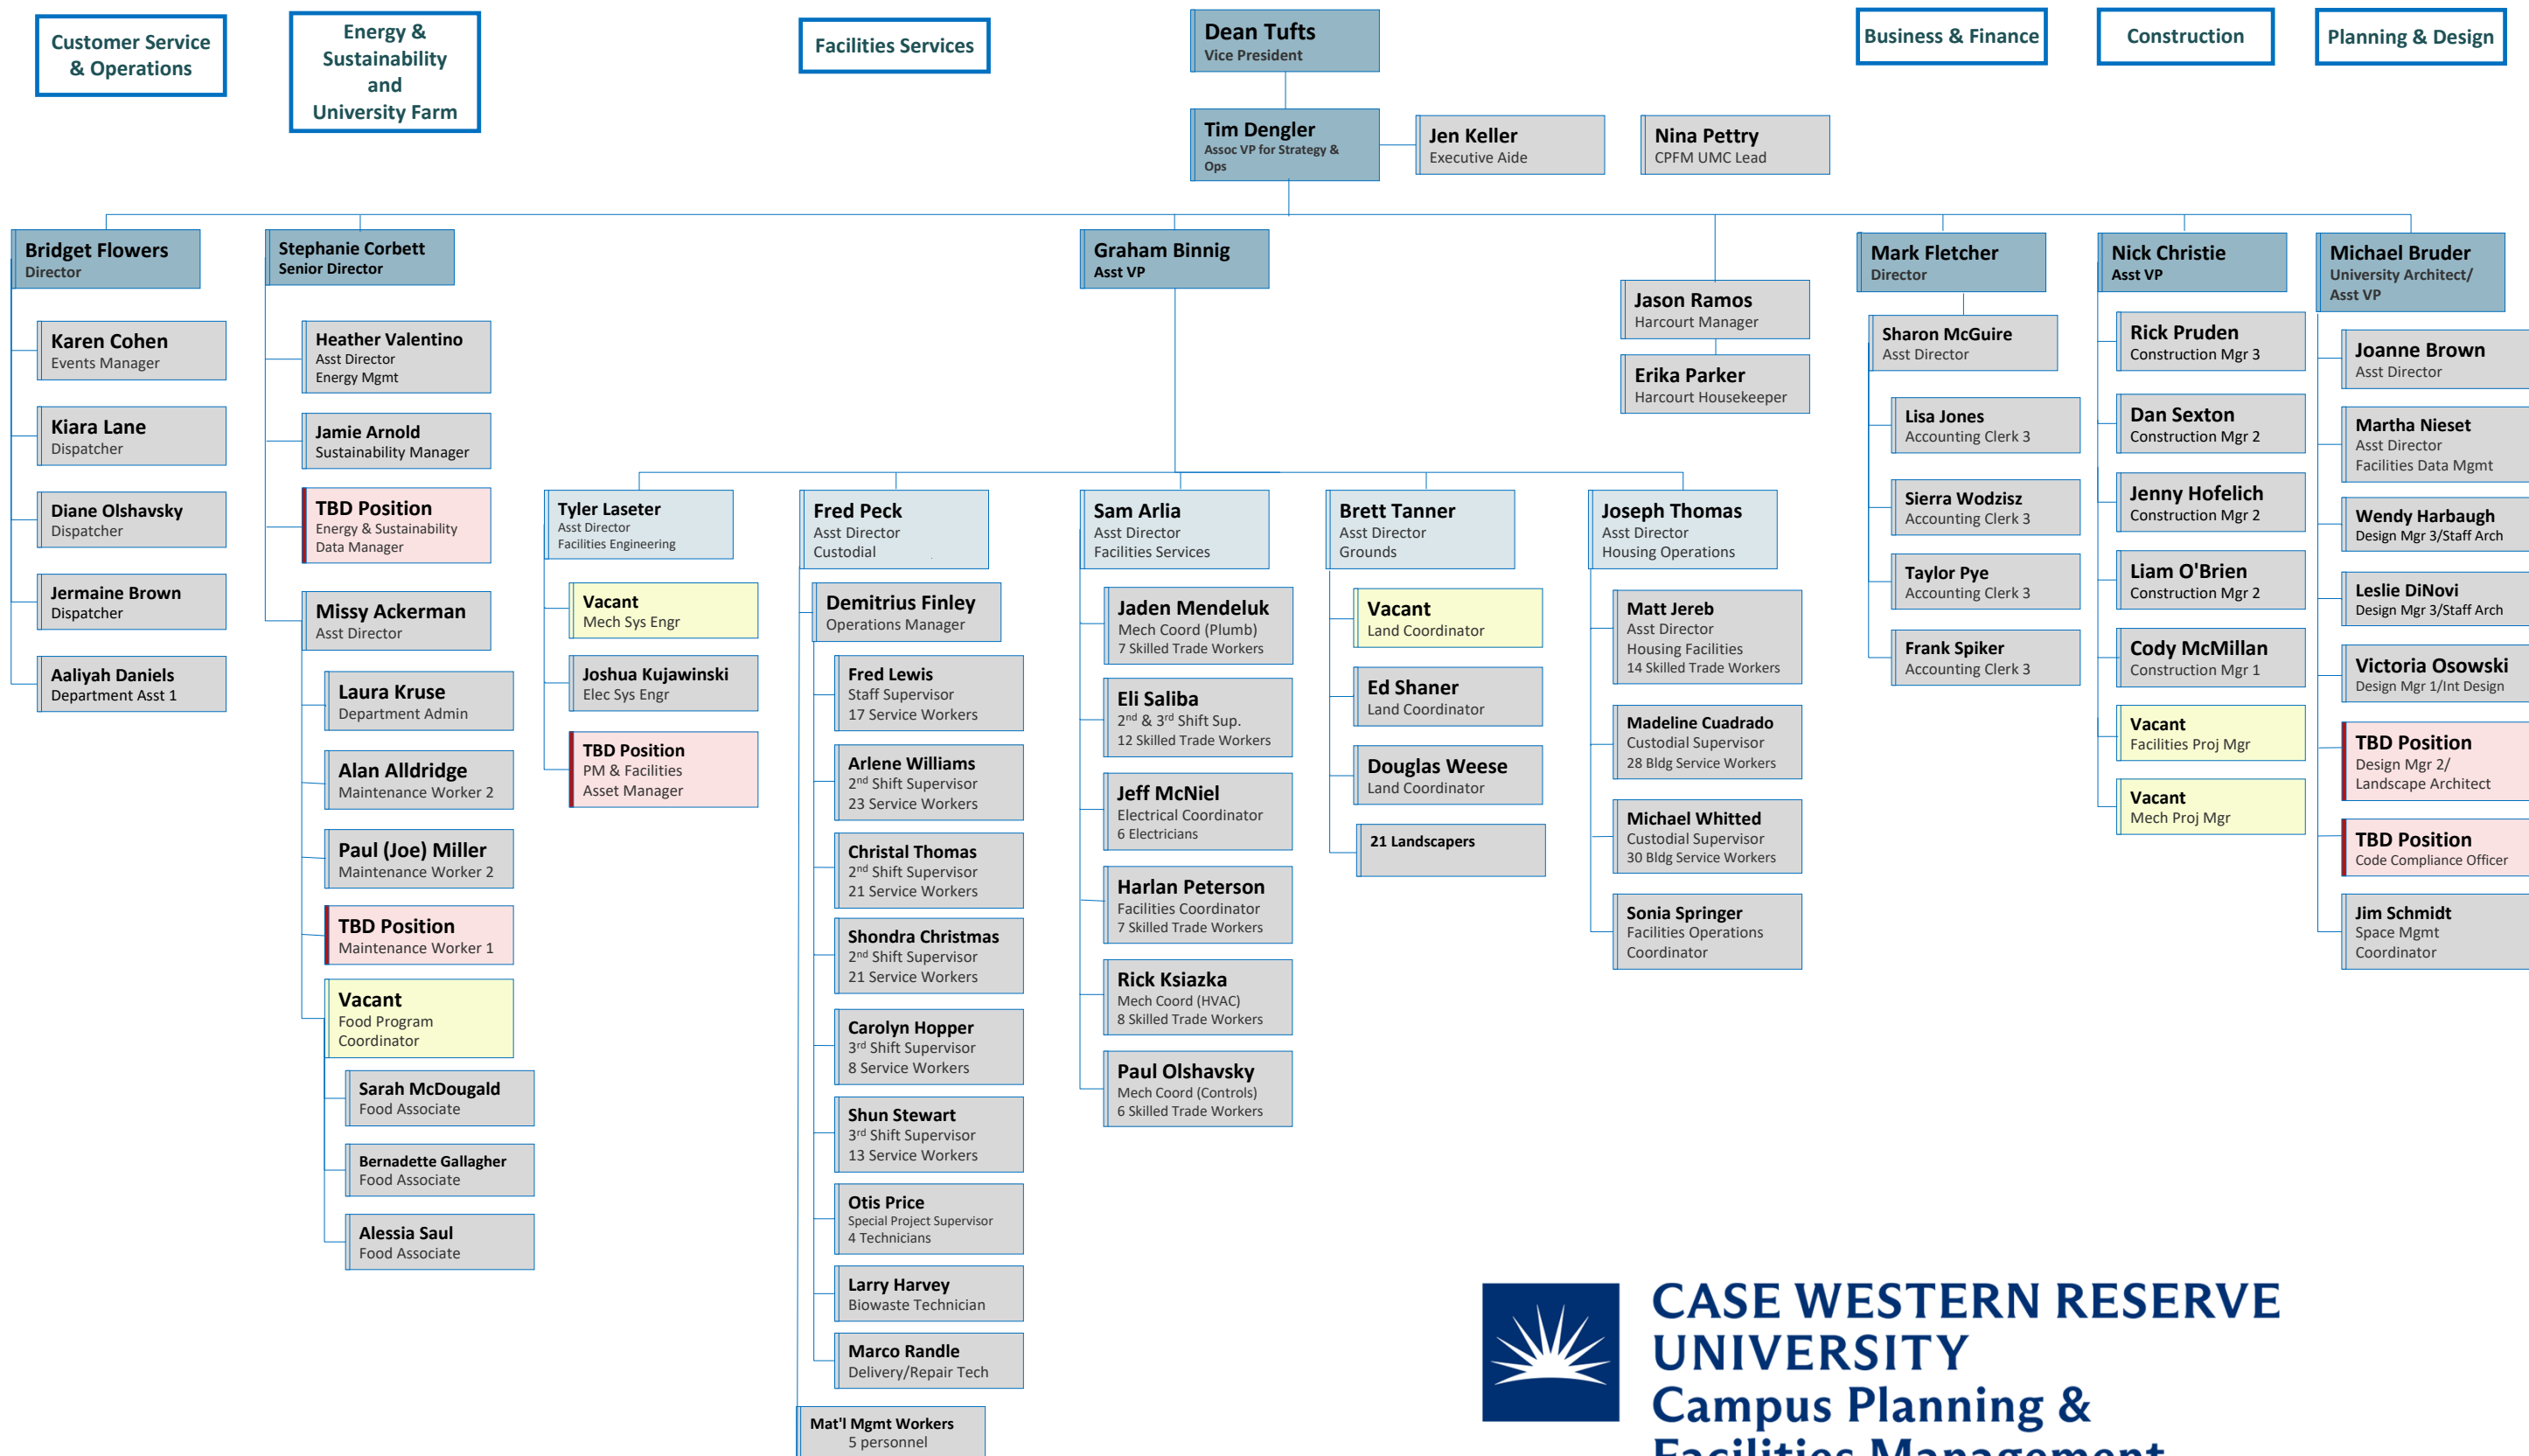 Customer Service
& Operations
Energy &
Sustainability
and
University Farm
Facilities Services
Dean Tufts
Vice President
Business & Finance
Construction
Planning & Design
Tim Dengler
Assoc VP for Strategy &
Ops
Jen Keller
Executive Aide
Nina Pettry
CPFM UMC Lead
Bridget Flowers
Director
Karen Cohen
Events Manager
Kiara Lane
Dispatcher
Diane Olshavsky
Dispatcher
Jermaine Brown
Dispatcher
Aaliyah Daniels
Department Asst 1
Stephanie Corbett
Senior Director
Heather Valentino
Asst Director
Energy Mgmt
Jamie Arnold
Sustainability Manager
TBD Position
Energy & Sustainability
Data Manager
Missy Ackerman
Asst Director
Laura Kruse
Department Admin
Alan Alldridge
Maintenance Worker 2
Paul (Joe) Miller
Maintenance Worker 2
TBD Position
Maintenance Worker 1
Vacant
Food Program
Coordinator
Sarah McDougald
Food Associate
Bernadette Gallagher
Food Associate
Alessia Saul
Food Associate
Graham Binnig
Asst VP
Tyler Laseter
Asst Director
Facilities Engineering
Vacant
Mech Sys Engr
Joshua Kujawinski
Elec Sys Engr
TBD Position
PM & Facilities
Asset Manager
Fred Peck
Asst Director
Custodial
Demitrius Finley
Operations Manager
Fred Lewis
Staff Supervisor
17 Service Workers
Arlene Williams
2nd Shift Supervisor
23 Service Workers
Christal Thomas
2nd Shift Supervisor
21 Service Workers
Shondra Christmas
2nd Shift Supervisor
21 Service Workers
Carolyn Hopper
3rd Shift Supervisor
8 Service Workers
Shun Stewart
3rd Shift Supervisor
13 Service Workers
Otis Price
Special Project Supervisor
4 Technicians
Larry Harvey
Biowaste Technician
Marco Randle
Delivery/Repair Tech
Mat'l Mgmt Workers
5 personnel
Sam Arlia
Asst Director
Facilities Services
Jaden Mendeluk
Mech Coord (Plumb)
7 Skilled Trade Workers
Eli Saliba
2nd & 3rd Shift Sup.
12 Skilled Trade Workers
Jeff McNiel
Electrical Coordinator
6 Electricians
Harlan Peterson
Facilities Coordinator
7 Skilled Trade Workers
Rick Ksiazka
Mech Coord (HVAC)
8 Skilled Trade Workers
Paul Olshavsky
Mech Coord (Controls)
6 Skilled Trade Workers
Brett Tanner
Asst Director
Grounds
Vacant
Land Coordinator
Ed Shaner
Land Coordinator
Douglas Weese
Land Coordinator
21 Landscapers
Joseph Thomas
Asst Director
Housing Operations
Matt Jereb
Asst Director
Housing Facilities
14 Skilled Trade Workers
Madeline Cuadrado
Custodial Supervisor
28 Bldg Service Workers
Michael Whitted
Custodial Supervisor
30 Bldg Service Workers
Sonia Springer
Facilities Operations
Coordinator
Jason Ramos
Harcourt Manager
Erika Parker
Harcourt Housekeeper
Mark Fletcher
Director
Sharon McGuire
Asst Director
Lisa Jones
Accounting Clerk 3
Sierra Wodzisz
Accounting Clerk 3
Taylor Pye
Accounting Clerk 3
Frank Spiker
Accounting Clerk 3
Nick Christie
Asst VP
Rick Pruden
Construction Mgr 3
Dan Sexton
Construction Mgr 2
Jenny Hofelich
Construction Mgr 2
Liam O'Brien
Construction Mgr 2
Cody McMillan
Construction Mgr 1
Vacant
Facilities Proj Mgr
Vacant
Mech Proj Mgr
Michael Bruder
University Architect/
Asst VP
Joanne Brown
Asst Director
Martha Nieset
Asst Director
Facilities Data Mgmt
Wendy Harbaugh
Design Mgr 3/Staff Arch
Leslie DiNovi
Design Mgr 3/Staff Arch
Victoria Osowski
Design Mgr 1/Int Design
TBD Position
Design Mgr 2/
Landscape Architect
TBD Position
Code Compliance Officer
Jim Schmidt
Space Mgmt
Coordinator
CASE WESTERN RESERVE
UNIVERSITY
Campus Planning &
Facilities Management